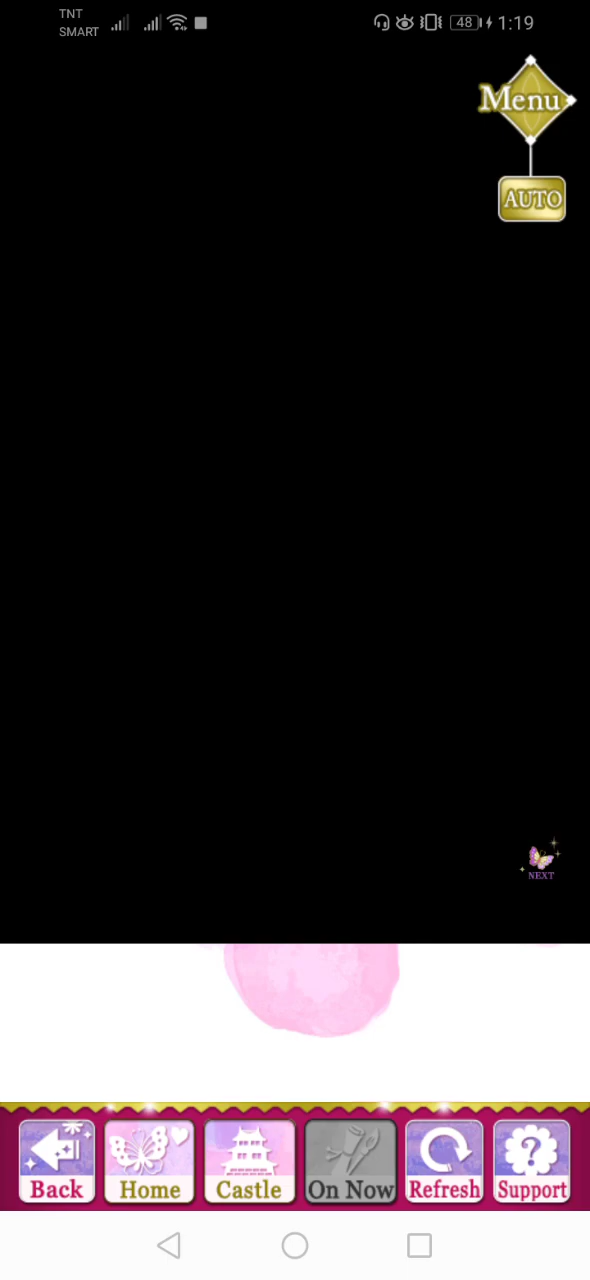 TNT
SMART
48
1:19
Menu
AUTO
NEXT
Back
Home
Castle
On Now
Refresh
Support